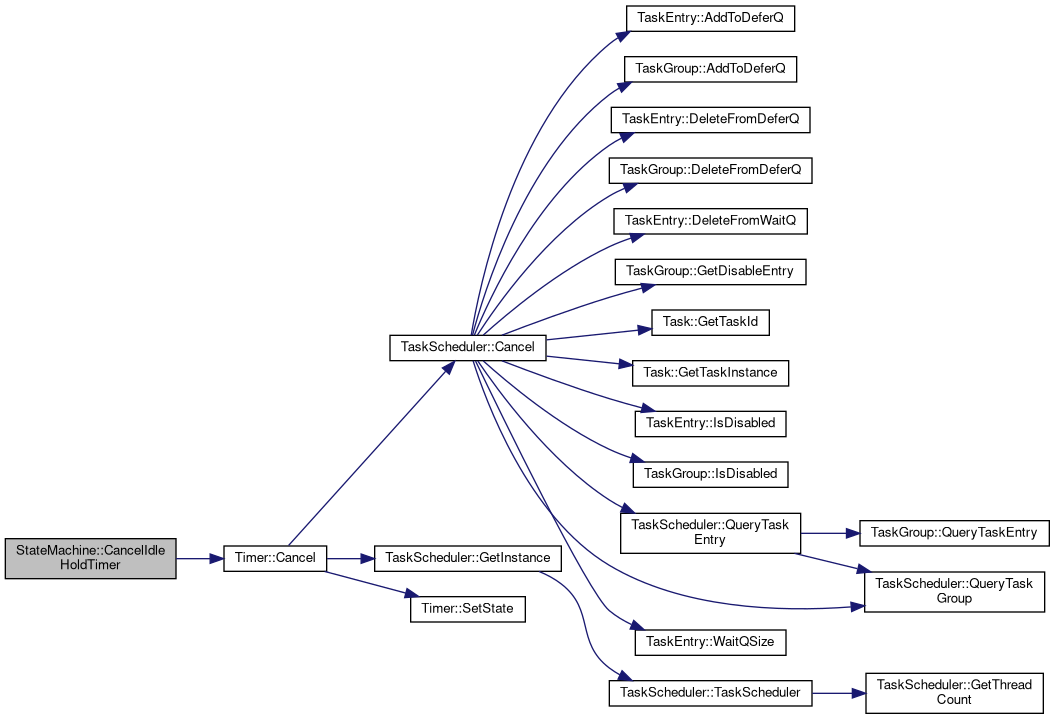 TaskEntry::AddToDeferQ
TaskGroup::AddToDeferQ
TaskEntry::DeleteFromDeferQ
TaskGroup::DeleteFromDeferQ
TaskEntry::DeleteFromWaitQ
TaskGroup::GetDisableEntry
Task::GetTaskId
TaskScheduler::Cancel
Task::GetTaskInstance
TaskEntry::IsDisabled
TaskGroup::IsDisabled
TaskScheduler::QueryTask
Entry
TaskGroup::QueryTaskEntry
StateMachine::CancelIdle
HoldTimer
Timer::Cancel
TaskScheduler::GetInstance
TaskScheduler::QueryTask
Group
Timer::SetState
TaskEntry::WaitQSize
TaskScheduler::TaskScheduler
TaskScheduler::GetThread
Count